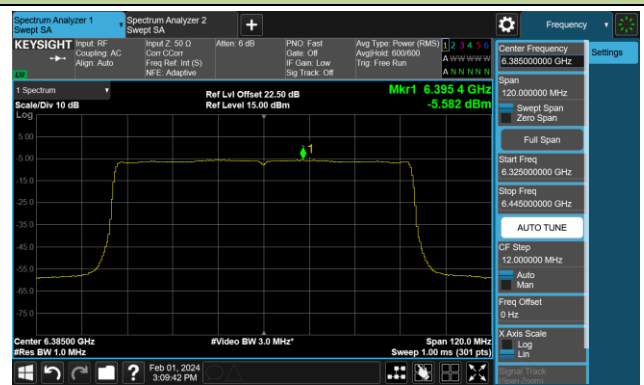 Spectrum Analyzer 1
Swept SA
Spectrum Analyzer 2
Swept SA
Frequency
KEYSIGHT
Input: RF
Coupling: AC
Align: Auto
Input Z: 50 Ω
Corr CCorr
Freq Ref: Int (S)
NFE: Adaptive
Atten: 6 dB
PNO: Fast
Gate: Off
IF Gain: Low
Sig Track: Off
Avg Type: Power (RMS)
Avg|Hold: 600/600
Trig: Free Run
1 2 3 4 5 6
A W W W W W
A N N N N N
Center Frequency
6.385000000 GHz
Settings
1 Spectrum
Scale/Div 10 dB
Log
Ref Lvl Offset 22.50 dB
Ref Level 15.00 dBm
Mkr1 6.395 4 GHz
-5.582 dBm
Span
120.000000 MHz
Swept Span
Zero Span
Full Span
Start Freq
6.325000000 GHz
Stop Freq
6.445000000 GHz
AUTO TUNE
CF Step
12.000000 MHz
Auto
Man
Freq Offset
0 Hz
X Axis Scale
Log
Lin
Signal Track
(Span Zoom)
5.00
-5.00
-15.0
-25.0
-35.0
-45.0
-55.0
-65.0
-75.0
1
Center 6.38500 GHz
#Res BW 1.0 MHz
#Video BW 3.0 MHz*
Span 120.0 MHz
Sweep 1.00 ms (301 pts)
Feb 01, 2024
3:09:42 PM